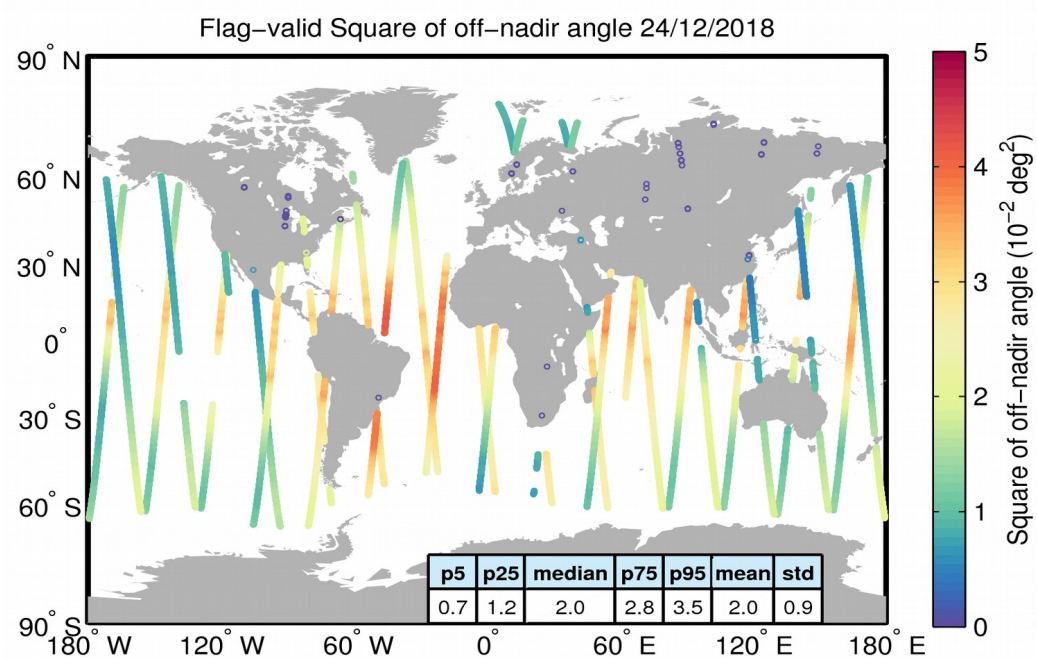 Flag−valid Square of off−nadir angle 24/12/2018
90° N
60° N
30° N
0°
30° S
60° S
90° S
180° W 120° W 60° W 0° 60° E 120° E 180° E
5
4
3
2
1
0
Square of off−nadir angle (10⁻² deg²)
p5 p25 median p75 p95 mean std
0.7 1.2 2.0 2.8 3.5 2.0 0.9